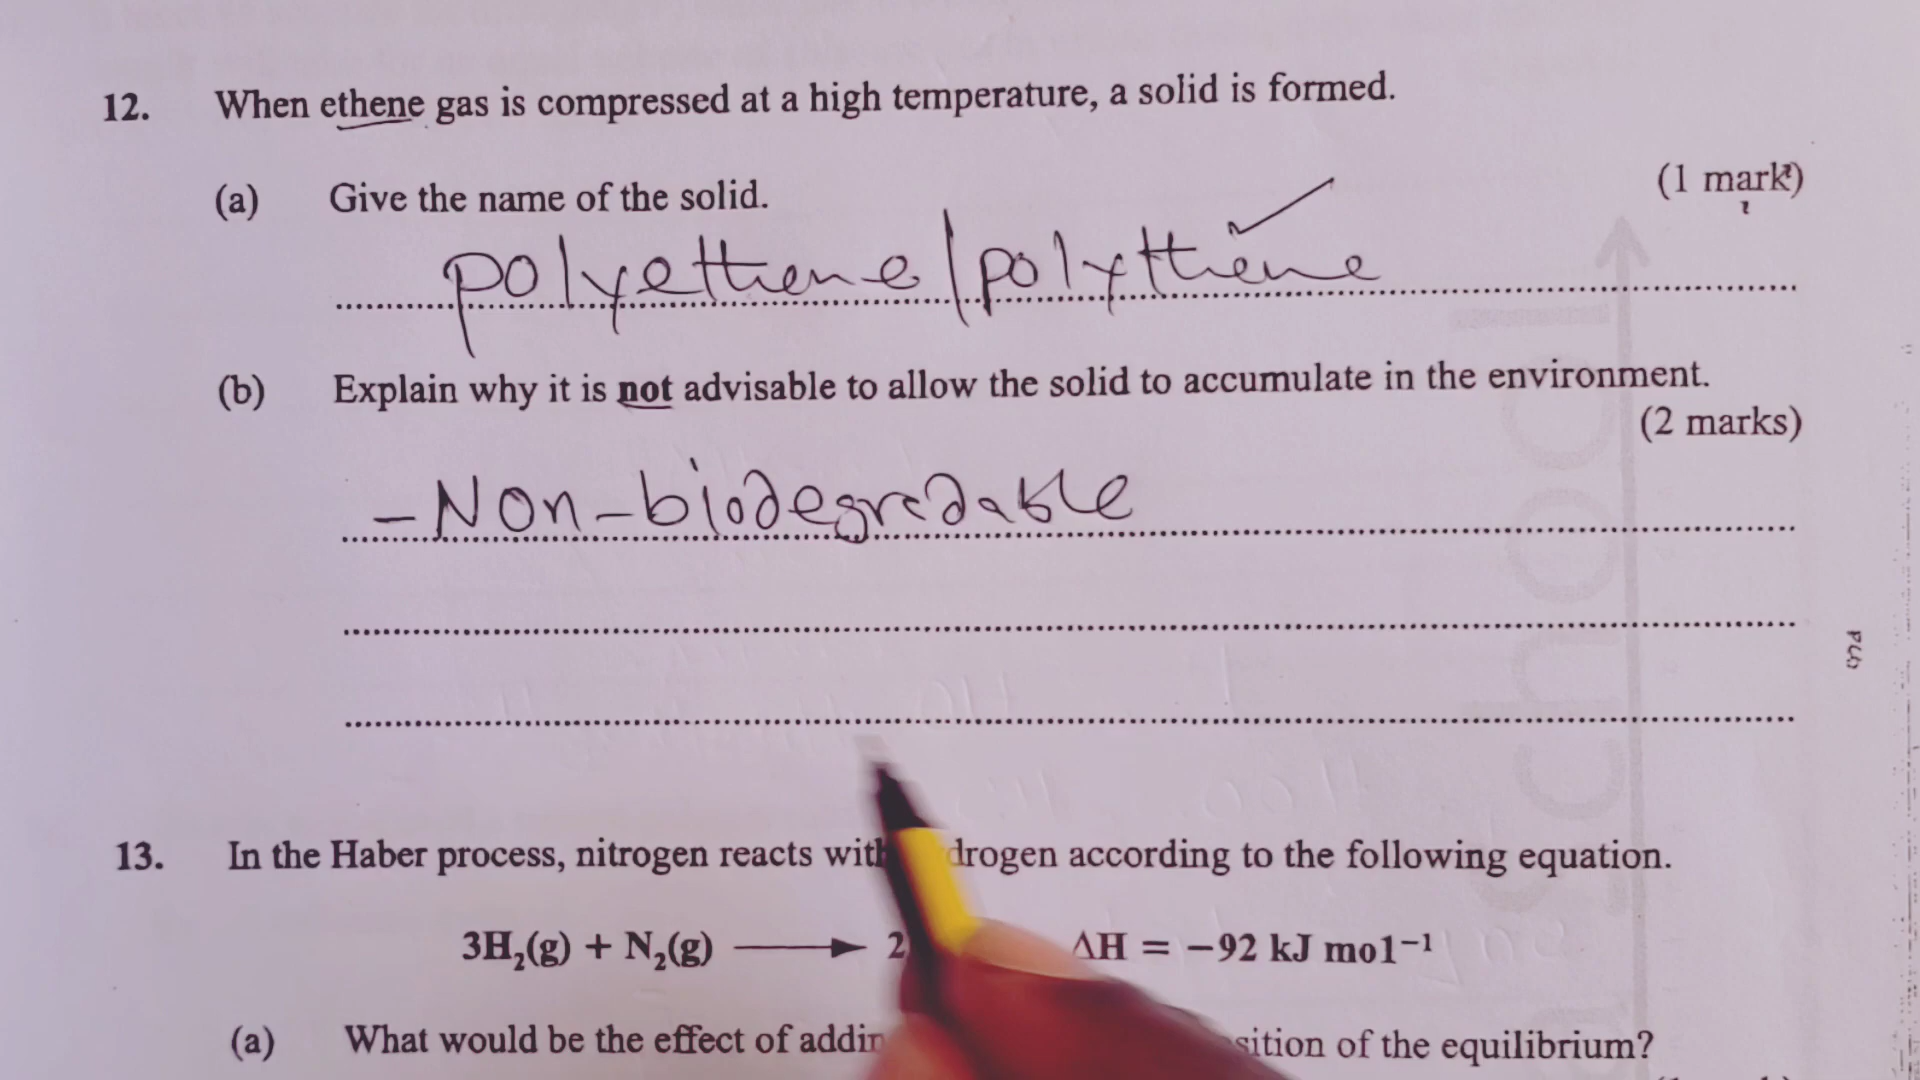 12. When ethene gas is compressed at a high temperature, a solid is formed.
(a) Give the name of the solid. (1 mark)
polyethene/polythene
(b) Explain why it is not advisable to allow the solid to accumulate in the environment.
(2 marks)
- Non-biodegradable
13. In the Haber process, nitrogen reacts with drogen according to the following equation.
3H₂(g) + N₂(g) → 2 ΔH = −92 kJ mol⁻¹
(a) What would be the effect of addin sition of the equilibrium?